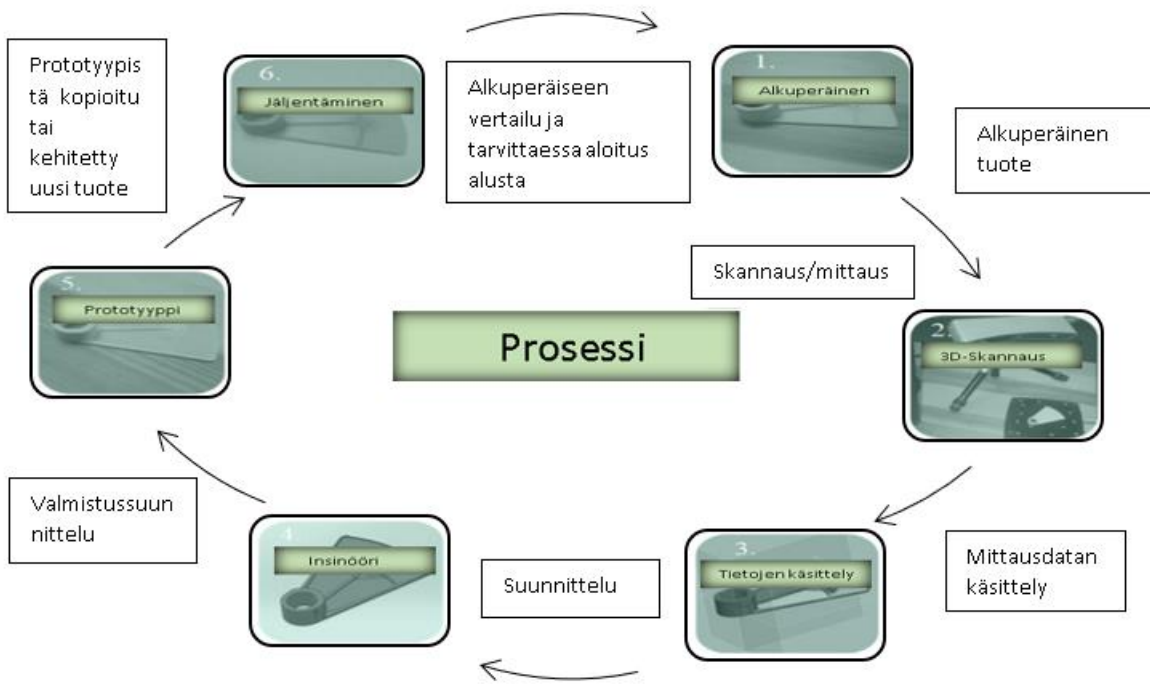 Prototyypis
tä kopioitu
tai
kehitetty
uusi tuote
6.
Jäljentäminen
Alkuperäiseen
vertailu ja
tarvittaessa aloitus
alusta
1.
Alkuperäinen
Alkuperäinen
tuote
Skannaus/mittaus
5.
Prototyyppi
Prosessi
2.
3D-Skannaus
Valmistussuun
nittelu
4
Insinööri
Suunnittelu
3.
Tietojen käsittely
Mittausdatan
käsittely